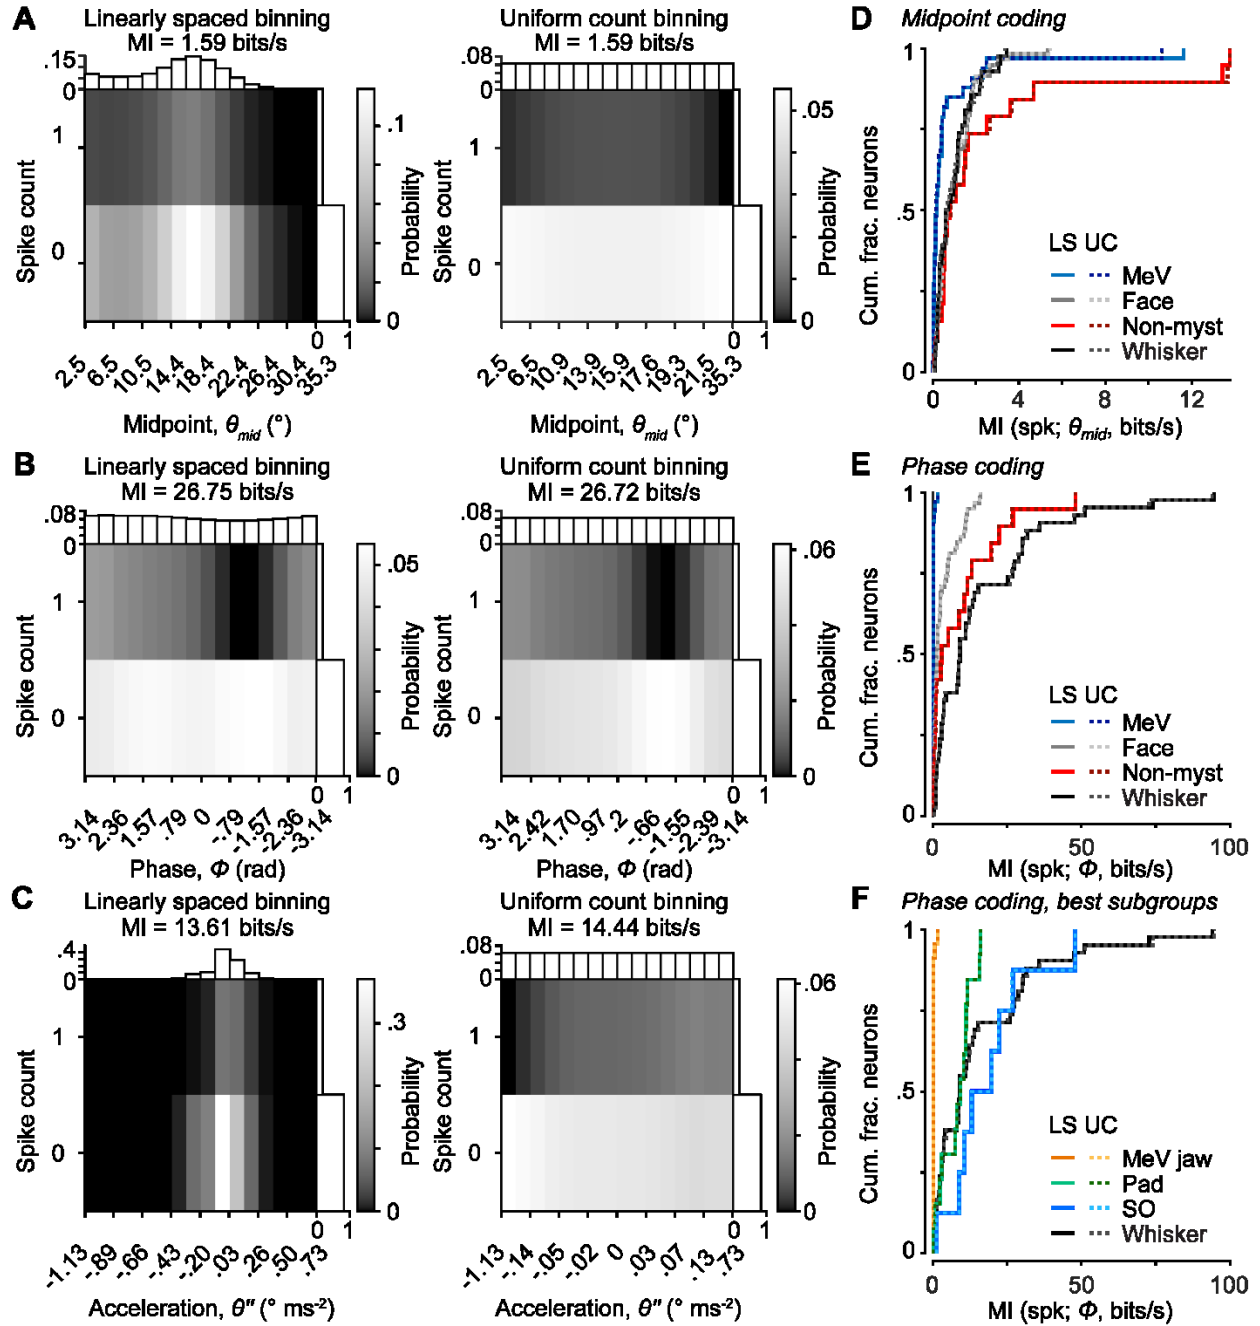 A
Linearly spaced binning
MI = 1.59 bits/s
.15
0
1
0
Spike count
.1
0
Probability
0 1
2.5 6.5 10.5 14.4 18.4 22.4 26.4 30.4 35.3
Midpoint, θmid (°)
Uniform count binning
MI = 1.59 bits/s
.08
0
1
0
Spike count
.05
0
Probability
0 1
2.5 6.5 10.9 13.9 15.9 17.6 19.3 21.5 35.3
Midpoint, θmid (°)
B
Linearly spaced binning
MI = 26.75 bits/s
.08
0
1
0
Spike count
.05
0
Probability
0 1
3.14 2.36 1.57 .79 0 -.79 -1.57 -2.36 -3.14
Phase, Φ (rad)
Uniform count binning
MI = 26.72 bits/s
.08
0
1
0
Spike count
.06
0
Probability
0 1
3.14 2.42 1.70 .97 .2 -.66 -1.55 -2.39 -3.14
Phase, Φ (rad)
C
Linearly spaced binning
MI = 13.61 bits/s
.4
0
1
0
Spike count
.3
0
Probability
0 1
-1.13 -.89 -.66 -.43 -.20 .03 .26 .50 .73
Acceleration, θ″ (° ms-2)
Uniform count binning
MI = 14.44 bits/s
.08
0
1
0
Spike count
.06
0
Probability
0 1
-1.13 -.14 -.05 -.02 0 .03 .07 .13 .73
Acceleration, θ″ (° ms-2)
D Midpoint coding
1
.5
0
Cum. frac. neurons
LS UC
MeV
Face
Non-myst
Whisker
0 4 8 12
MI (spk; θmid, bits/s)
E Phase coding
1
.5
0
Cum. frac. neurons
LS UC
MeV
Face
Non-myst
Whisker
0 50 100
MI (spk; Φ, bits/s)
F Phase coding, best subgroups
1
.5
0
Cum. frac. neurons
LS UC
MeV jaw
Pad
SO
Whisker
0 50 100
MI (spk; Φ, bits/s)